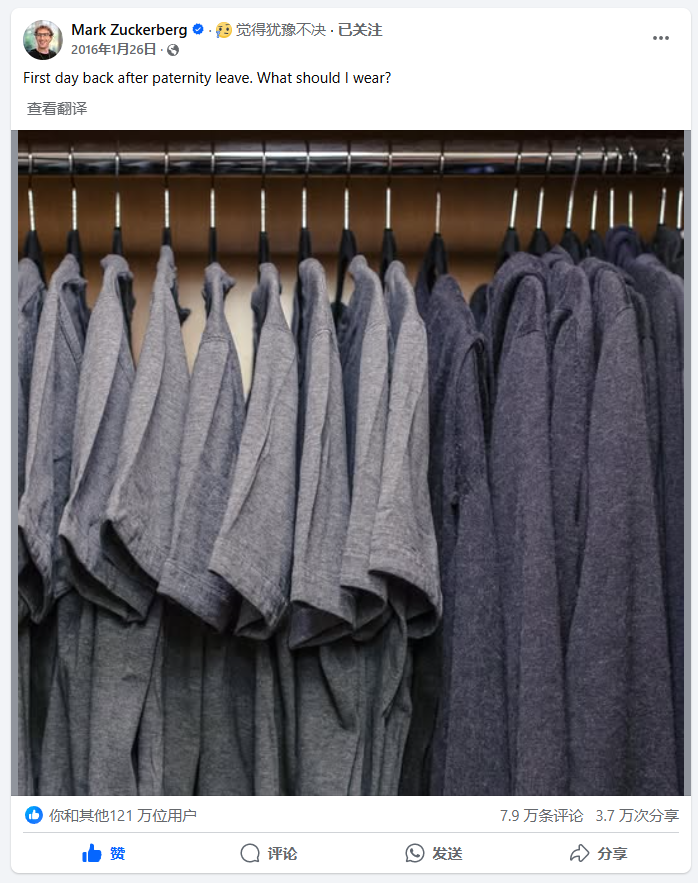 Mark Zuckerberg · 觉得犹豫不决 · 已关注
2016年1月26日 ·
First day back after paternity leave. What should I wear?
查看翻译
你和其他121 万位用户 7.9 万条评论 3.7 万次分享
赞 评论 发送 分享